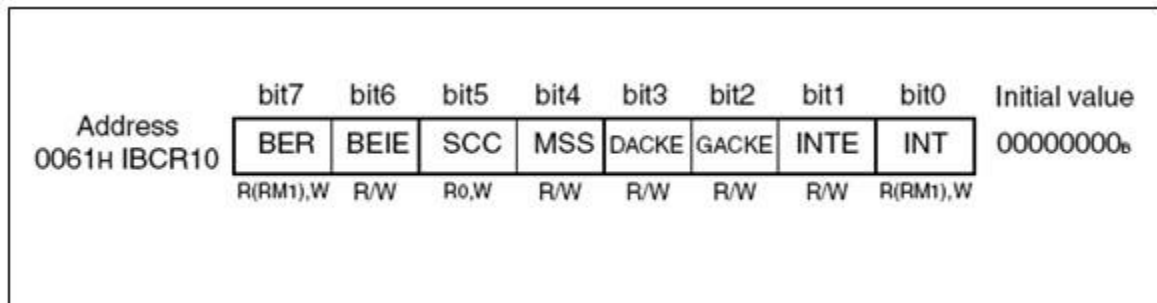 bit7 bit6 bit5 bit4 bit3 bit2 bit1 bit0 Initial value
Address
0061H IBCR10 BER BEIE SCC MSS DACKE GACKE INTE INT 00000000B
R(RM1),W R/W R0,W R/W R/W R/W R/W R(RM1),W